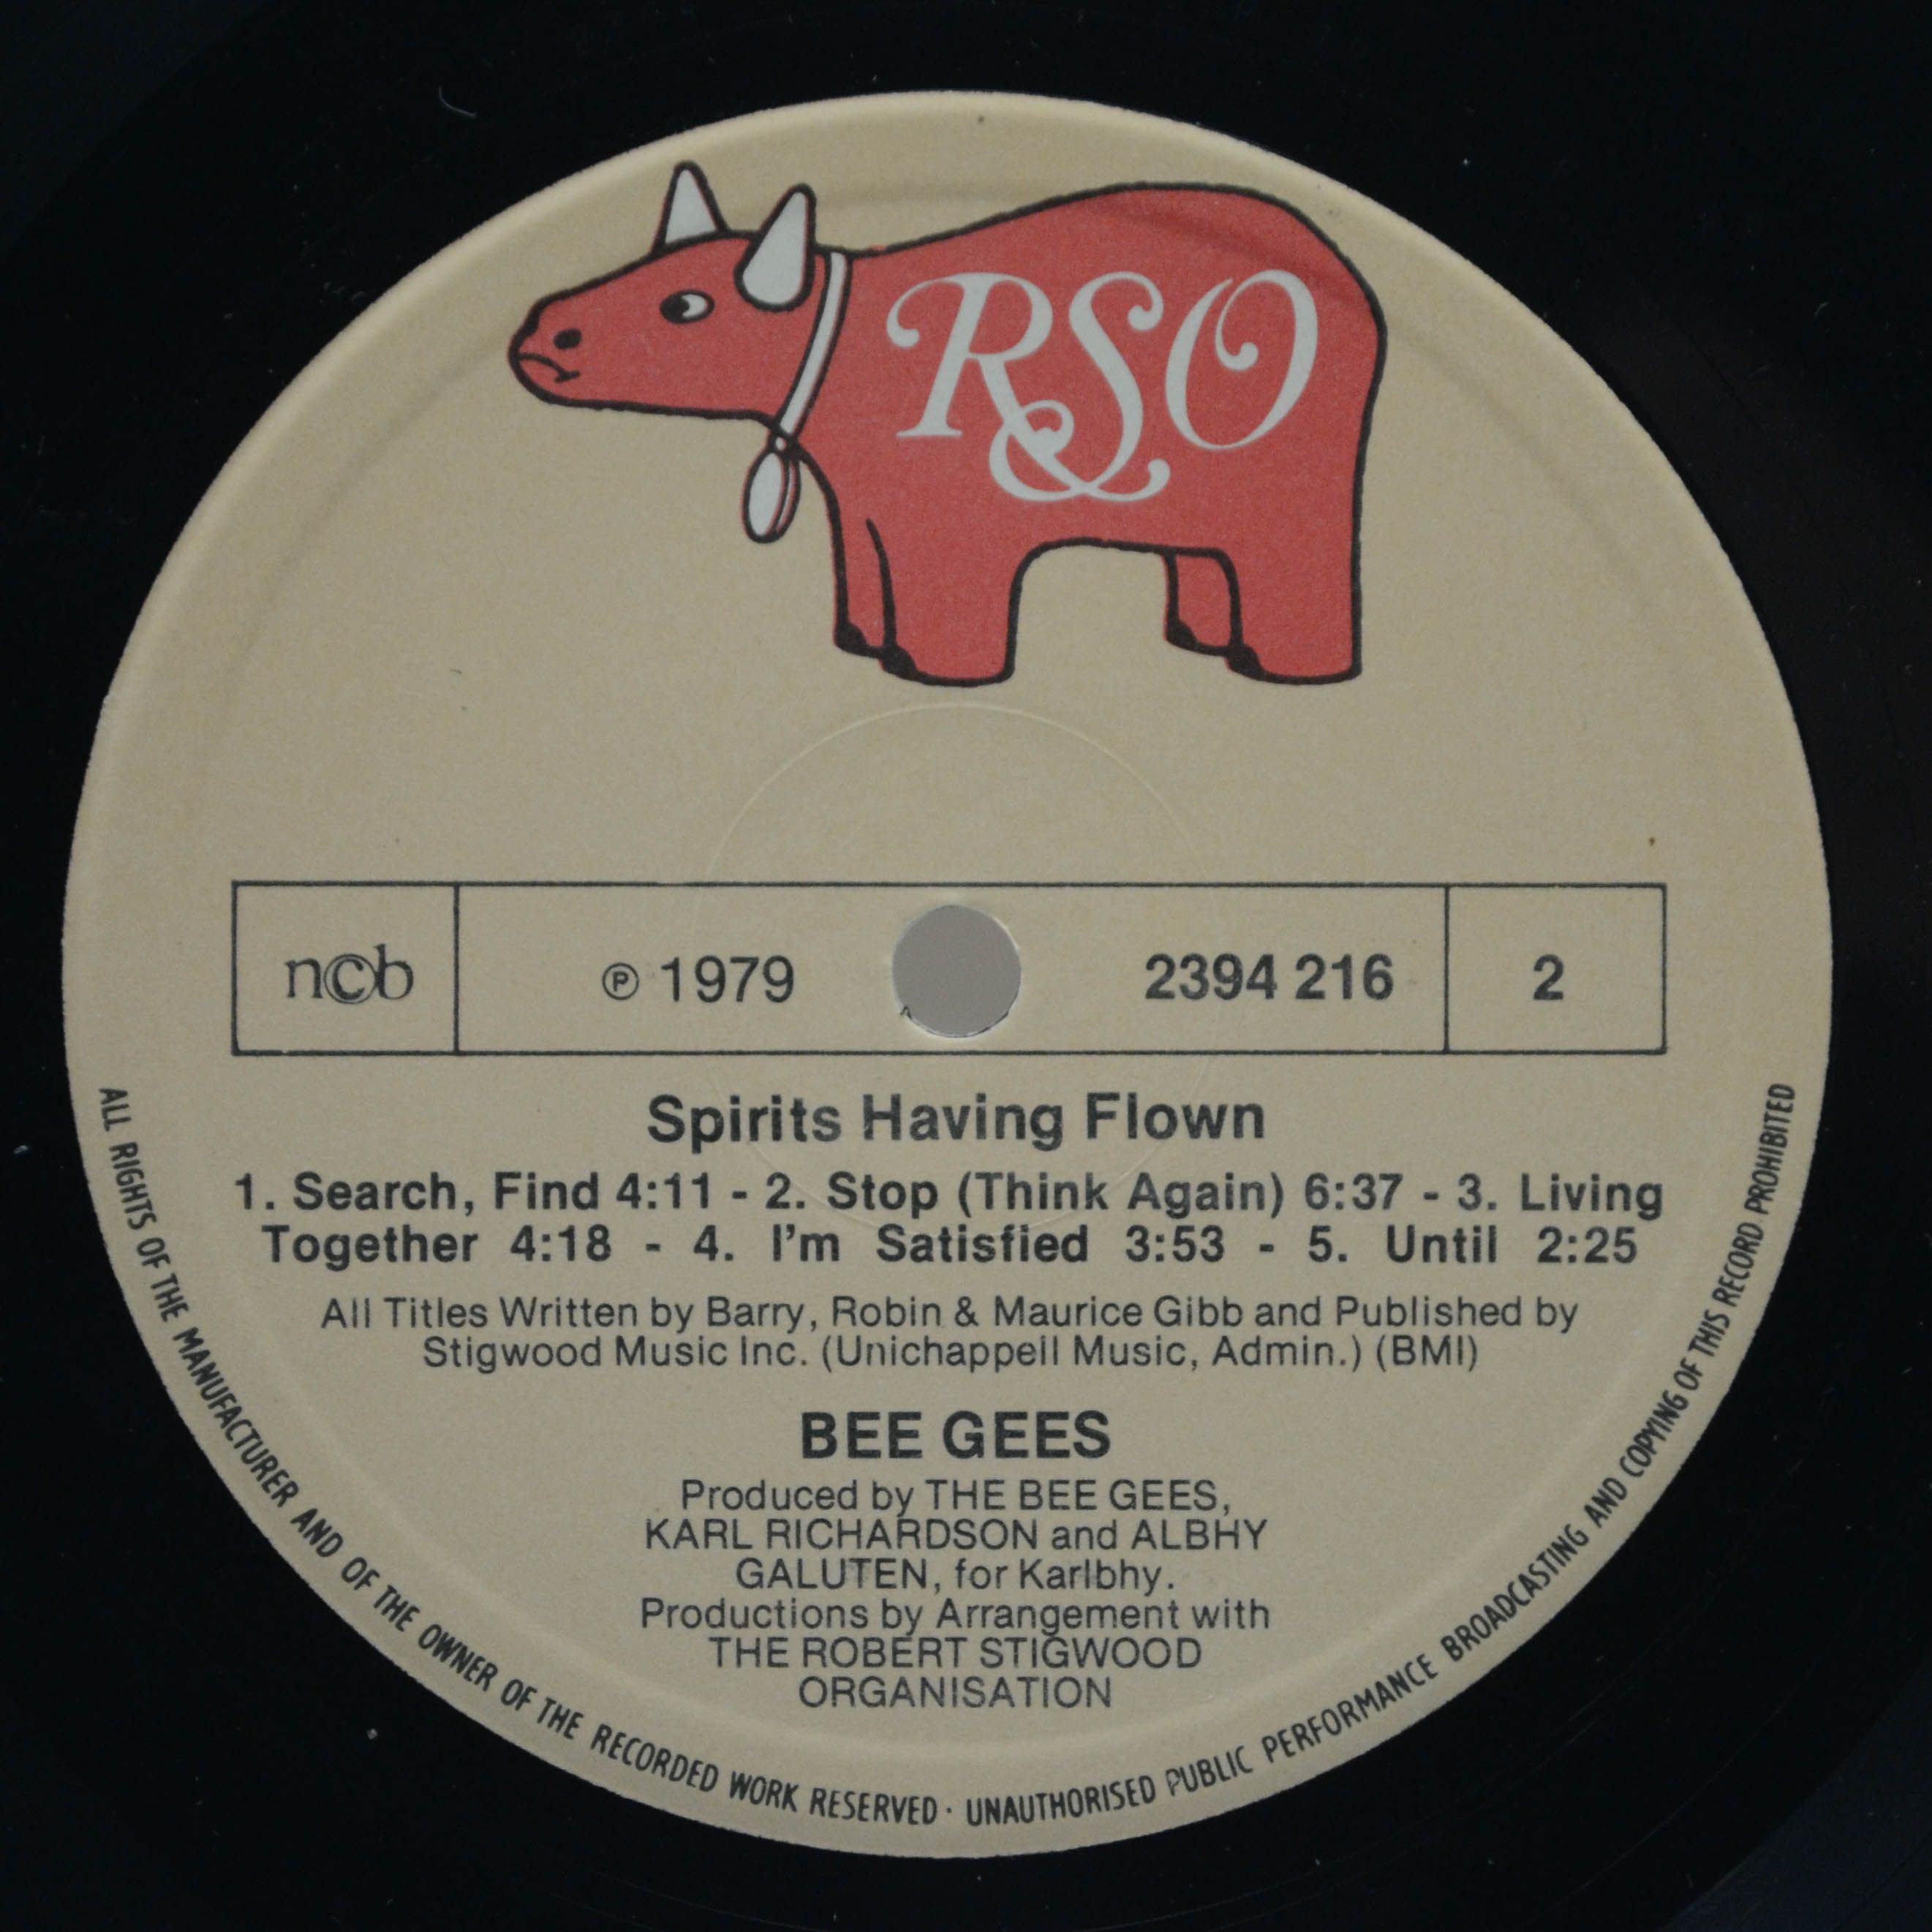 RSO
ncb ℗ 1979 2394 216 2
Spirits Having Flown
1. Search, Find 4:11 - 2. Stop (Think Again) 6:37 - 3. Living
Together 4:18 - 4. I'm Satisfied 3:53 - 5. Until 2:25
All Titles Written by Barry, Robin & Maurice Gibb and Published by
Stigwood Music Inc. (Unichappell Music, Admin.) (BMI)
BEE GEES
Produced by THE BEE GEES,
KARL RICHARDSON and ALBHY
GALUTEN, for Karlbhy.
Productions by Arrangement with
THE ROBERT STIGWOOD
ORGANISATION
ALL RIGHTS OF THE MANUFACTURER AND OF THE OWNER OF THE RECORDED WORK RESERVED · UNAUTHORISED PUBLIC PERFORMANCE BROADCASTING AND COPYING OF THIS RECORD PROHIBITED